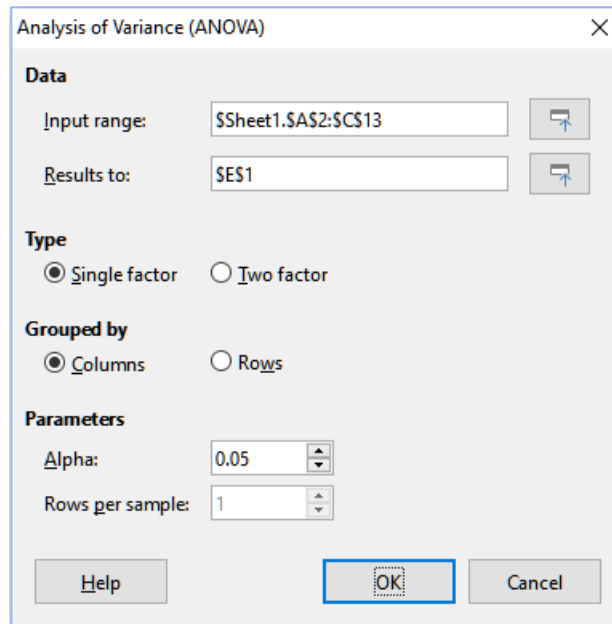 Analysis of Variance (ANOVA)
Data
Input range: $Sheet1.$A$2:$C$13
Results to: $E$1
Type
Single factor Two factor
Grouped by
Columns Rows
Parameters
Alpha: 0.05
Rows per sample: 1
Help OK Cancel